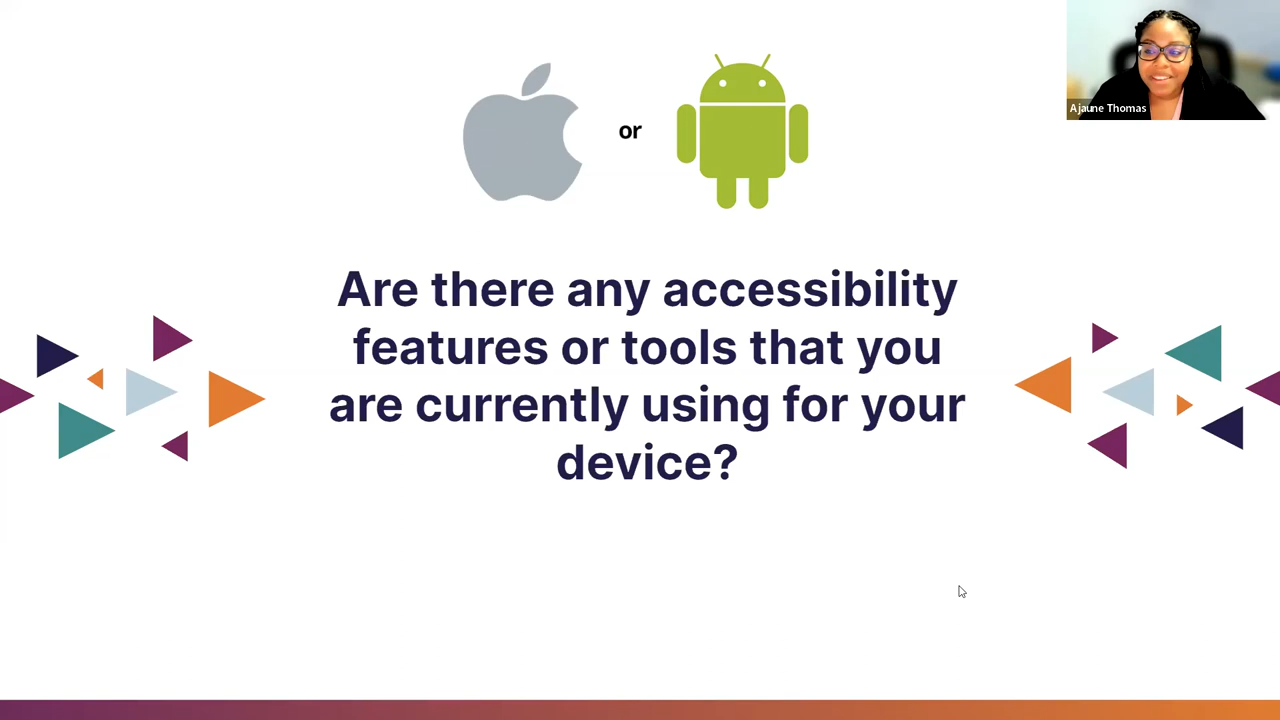 Ajaune Thomas
or
Are there any accessibility
features or tools that you
are currently using for your
device?